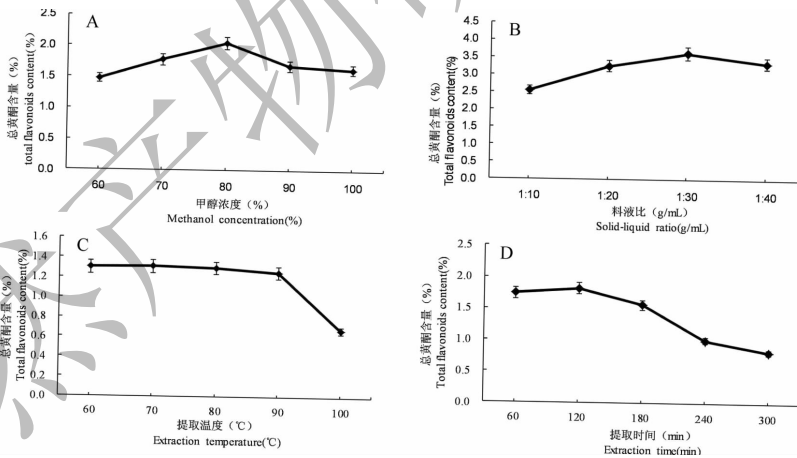 A
2.5
2.0
1.5
1.0
0.5
0.0
总黄酮含量（%）
total flavonoids content(%)
60
70
80
90
100
甲醇浓度（%）
Methanol concentration(%)
B
4.5
4.0
3.5
3.0
2.5
2.0
1.5
1.0
0.5
0.0
总黄酮含量（%）
Total flavonoids content(%)
1:10
1:20
1:30
1:40
料液比（g/mL）
Solid-liquid ratio(g/mL)
C
1.6
1.4
1.2
1.0
0.8
0.6
0.4
0.2
0.0
总黄酮含量（%）
Total flavonoids content(%)
60
70
80
90
100
提取温度（℃）
Extraction temperature(℃)
D
2.5
2.0
1.5
1.0
0.5
0.0
总黄酮含量（%）
Total flavonoids content(%)
60
120
180
240
300
提取时间（min）
Extraction time(min)
然产物